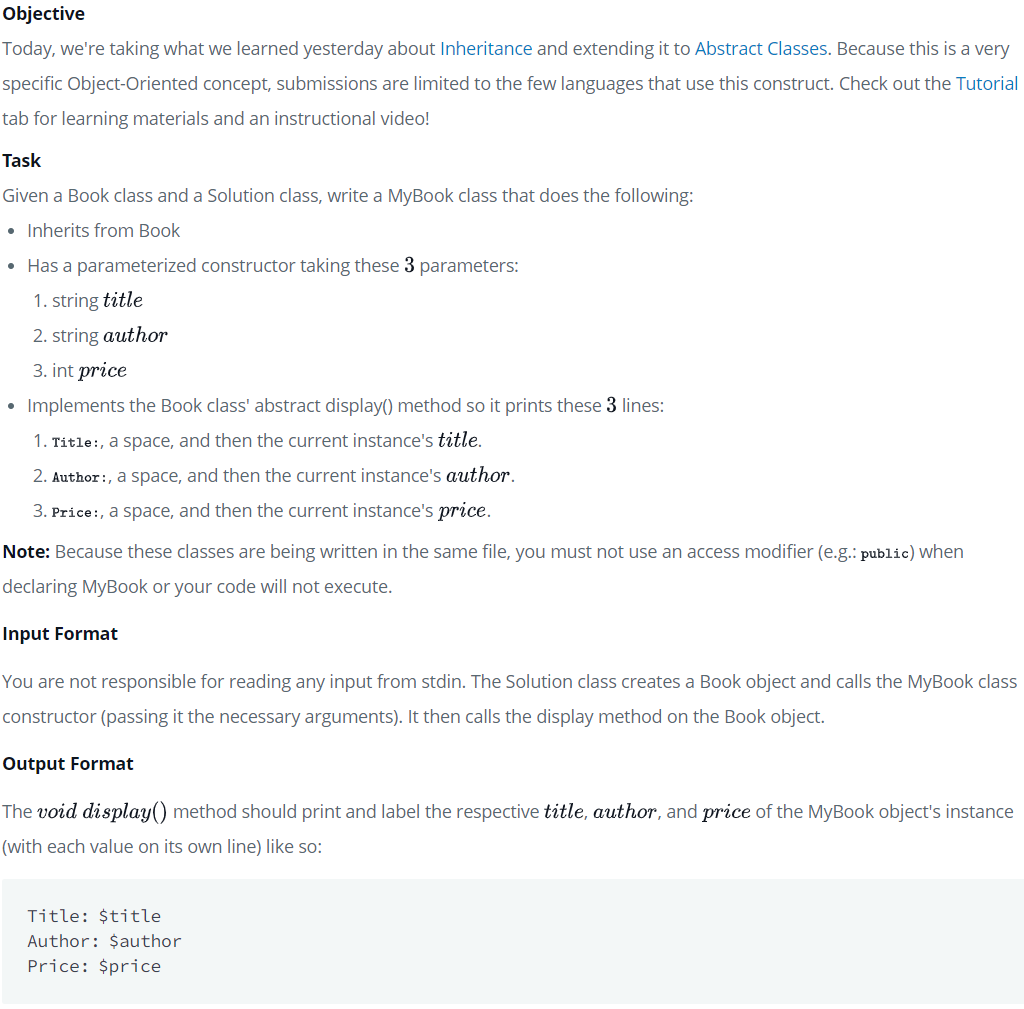 Objective
Today, we're taking what we learned yesterday about Inheritance and extending it to Abstract Classes. Because this is a very
specific Object-Oriented concept, submissions are limited to the few languages that use this construct. Check out the Tutorial
tab for learning materials and an instructional video!
Task
Given a Book class and a Solution class, write a MyBook class that does the following:
• Inherits from Book
• Has a parameterized constructor taking these 3 parameters:
1. string title
2. string author
3. int price
• Implements the Book class' abstract display() method so it prints these 3 lines:
1. Title:, a space, and then the current instance's title.
2. Author:, a space, and then the current instance's author.
3. Price:, a space, and then the current instance's price.
Note: Because these classes are being written in the same file, you must not use an access modifier (e.g.: public) when
declaring MyBook or your code will not execute.
Input Format
You are not responsible for reading any input from stdin. The Solution class creates a Book object and calls the MyBook class
constructor (passing it the necessary arguments). It then calls the display method on the Book object.
Output Format
The void display() method should print and label the respective title, author, and price of the MyBook object's instance
(with each value on its own line) like so:
Title: $title
Author: $author
Price: $price